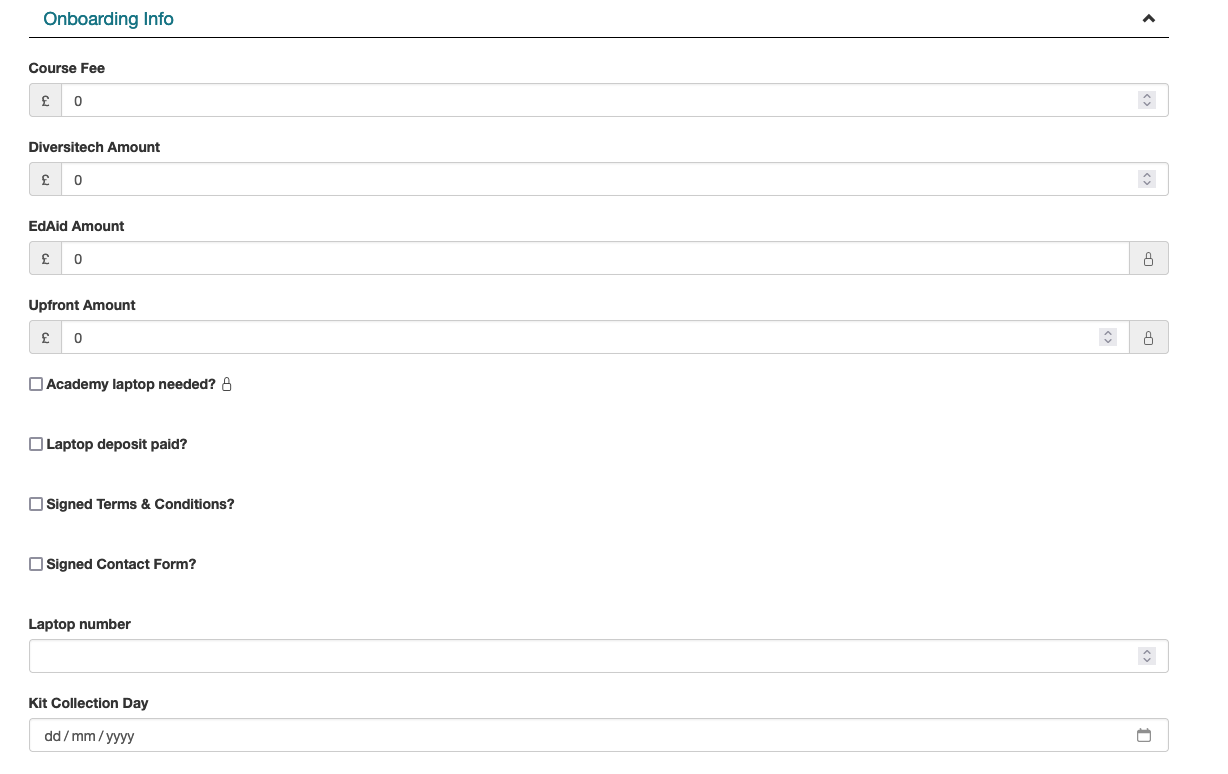 Onboarding Info
Course Fee
£ 0
Diversitech Amount
£ 0
EdAid Amount
£ 0
Upfront Amount
£ 0
Academy laptop needed?
Laptop deposit paid?
Signed Terms & Conditions?
Signed Contact Form?
Laptop number
Kit Collection Day
dd / mm / yyyy